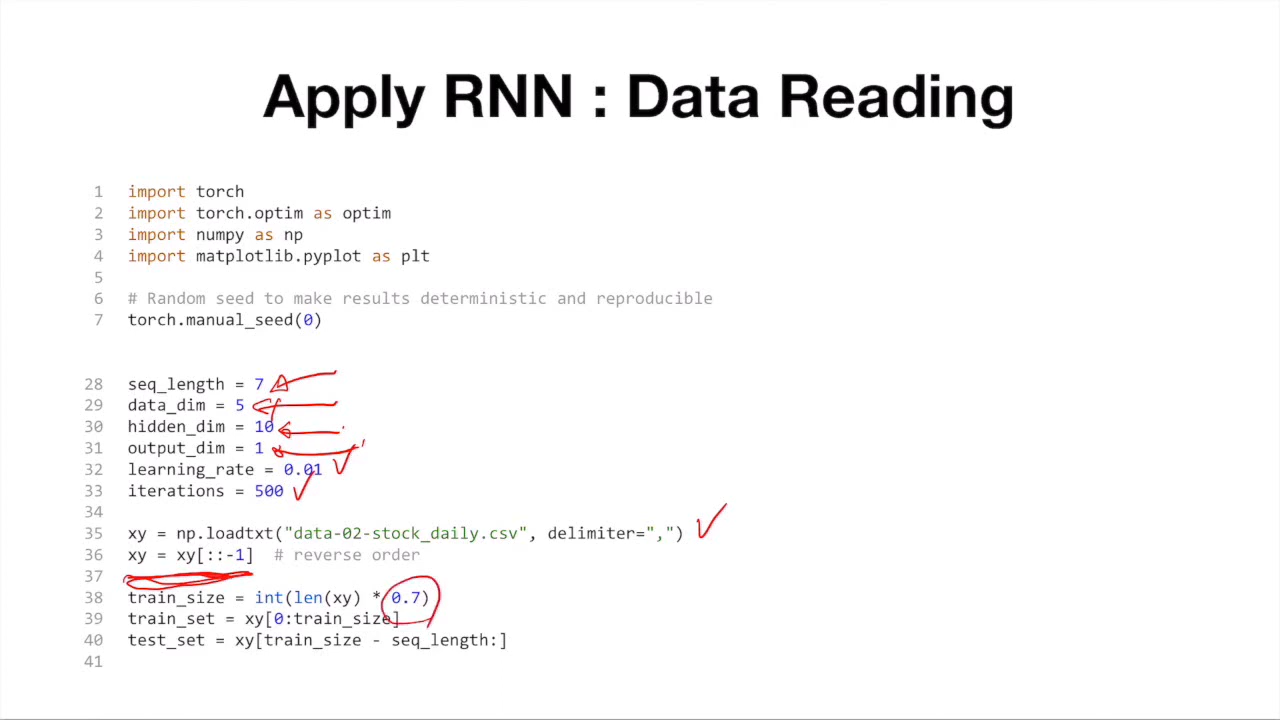 Apply RNN : Data Reading
1 import torch
2 import torch.optim as optim
3 import numpy as np
4 import matplotlib.pyplot as plt
5
6 # Random seed to make results deterministic and reproducible
7 torch.manual_seed(0)
28 seq_length = 7
29 data_dim = 5
30 hidden_dim = 10
31 output_dim = 1
32 learning_rate = 0.01
33 iterations = 500
34
35 xy = np.loadtxt("data-02-stock_daily.csv", delimiter=",")
36 xy = xy[::-1]  # reverse order
37
38 train_size = int(len(xy) * 0.7)
39 train_set = xy[0:train_size]
40 test_set = xy[train_size - seq_length:]
41